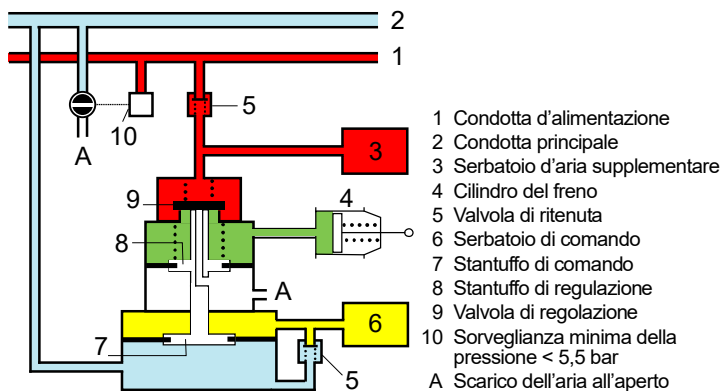 2
1
5
10
A
3
9
4
8
A
6
7
5
1 Condotta d'alimentazione
2 Condotta principale
3 Serbatoio d'aria supplementare
4 Cilindro del freno
5 Valvola di ritenuta
6 Serbatoio di comando
7 Stantuffo di comando
8 Stantuffo di regulazione
9 Valvola di regolazione
10 Sorveglianza minima della
pressione < 5,5 bar
A Scarico dell'aria all'aperto